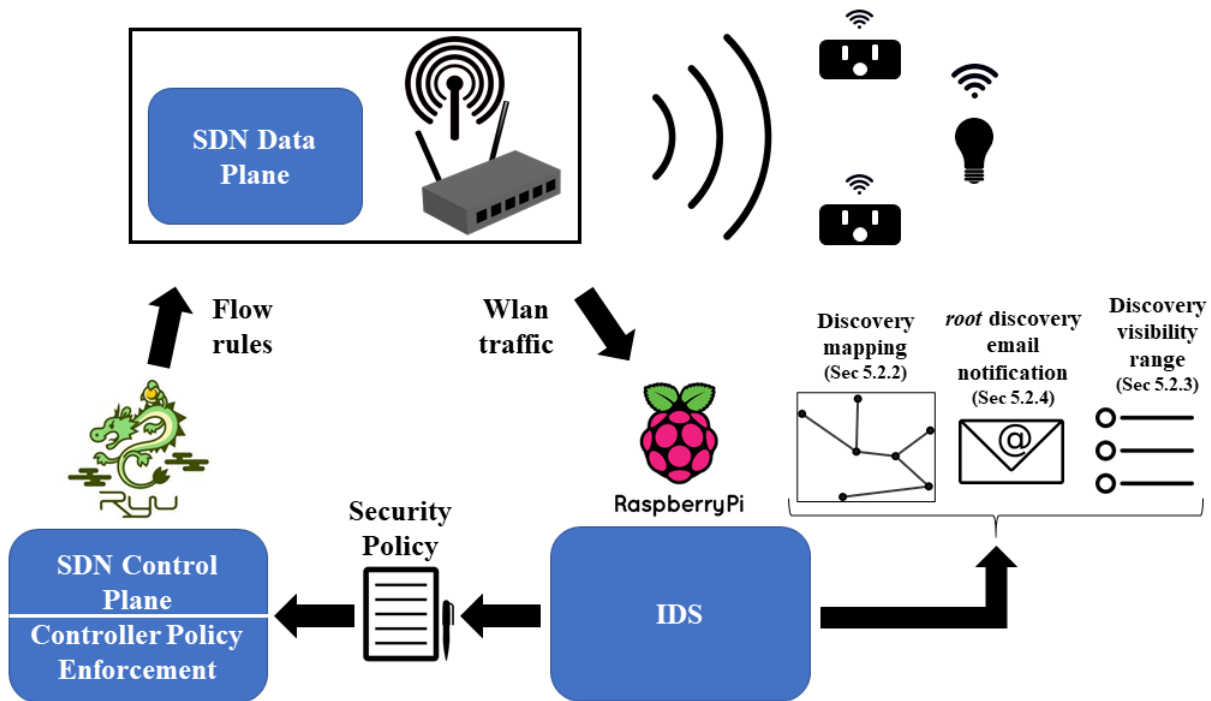 SDN Data
Plane
Flow
rules
Wlan
traffic
Discovery
mapping
(Sec 5.2.2)
root discovery
email
notification
(Sec 5.2.4)
Discovery
visibility
range
(Sec 5.2.3)
@
Ryu
RaspberryPi
Security
Policy
SDN Control
Plane
Controller Policy
Enforcement
IDS